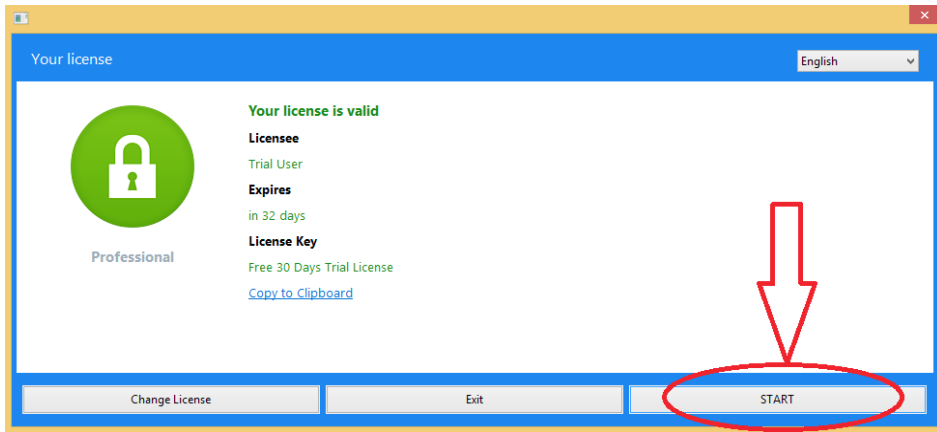 Your license
English
Your license is valid
Licensee
Trial User
Expires
in 32 days
License Key
Professional
Free 30 Days Trial License
Copy to Clipboard
Change License
Exit
START